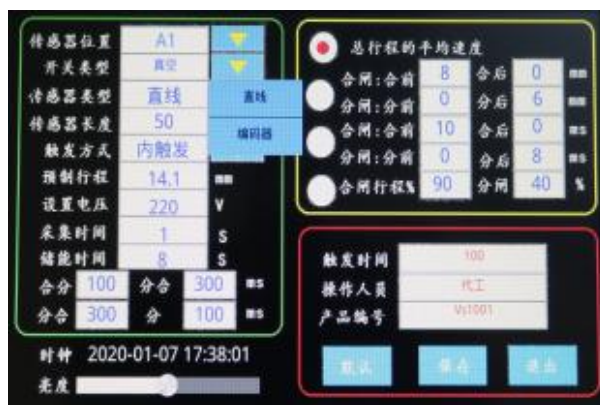 传感器位置 A1
开关类型 真空
传感器类型 直线
传感器长度 50
触发方式 内触发
预制行程 14.1 mm
设置电压 220 V
采集时间 1 S
储能时间 8 S
合分 100 分合 300 ms
分合 300 分 100 ms
时钟 2020-01-07 17:38:01
亮度
直线
编码器
总行程的平均速度
合闸:合前 8 合后 0 mm
分闸:分前 0 分后 6 mm
合闸:合前 10 合后 0 ms
分闸:分前 0 分后 8 ms
合闸行程% 90 分闸 40 %
触发时间 100
操作人员 代工
产品编号 Vs1001
默认 保存 退出